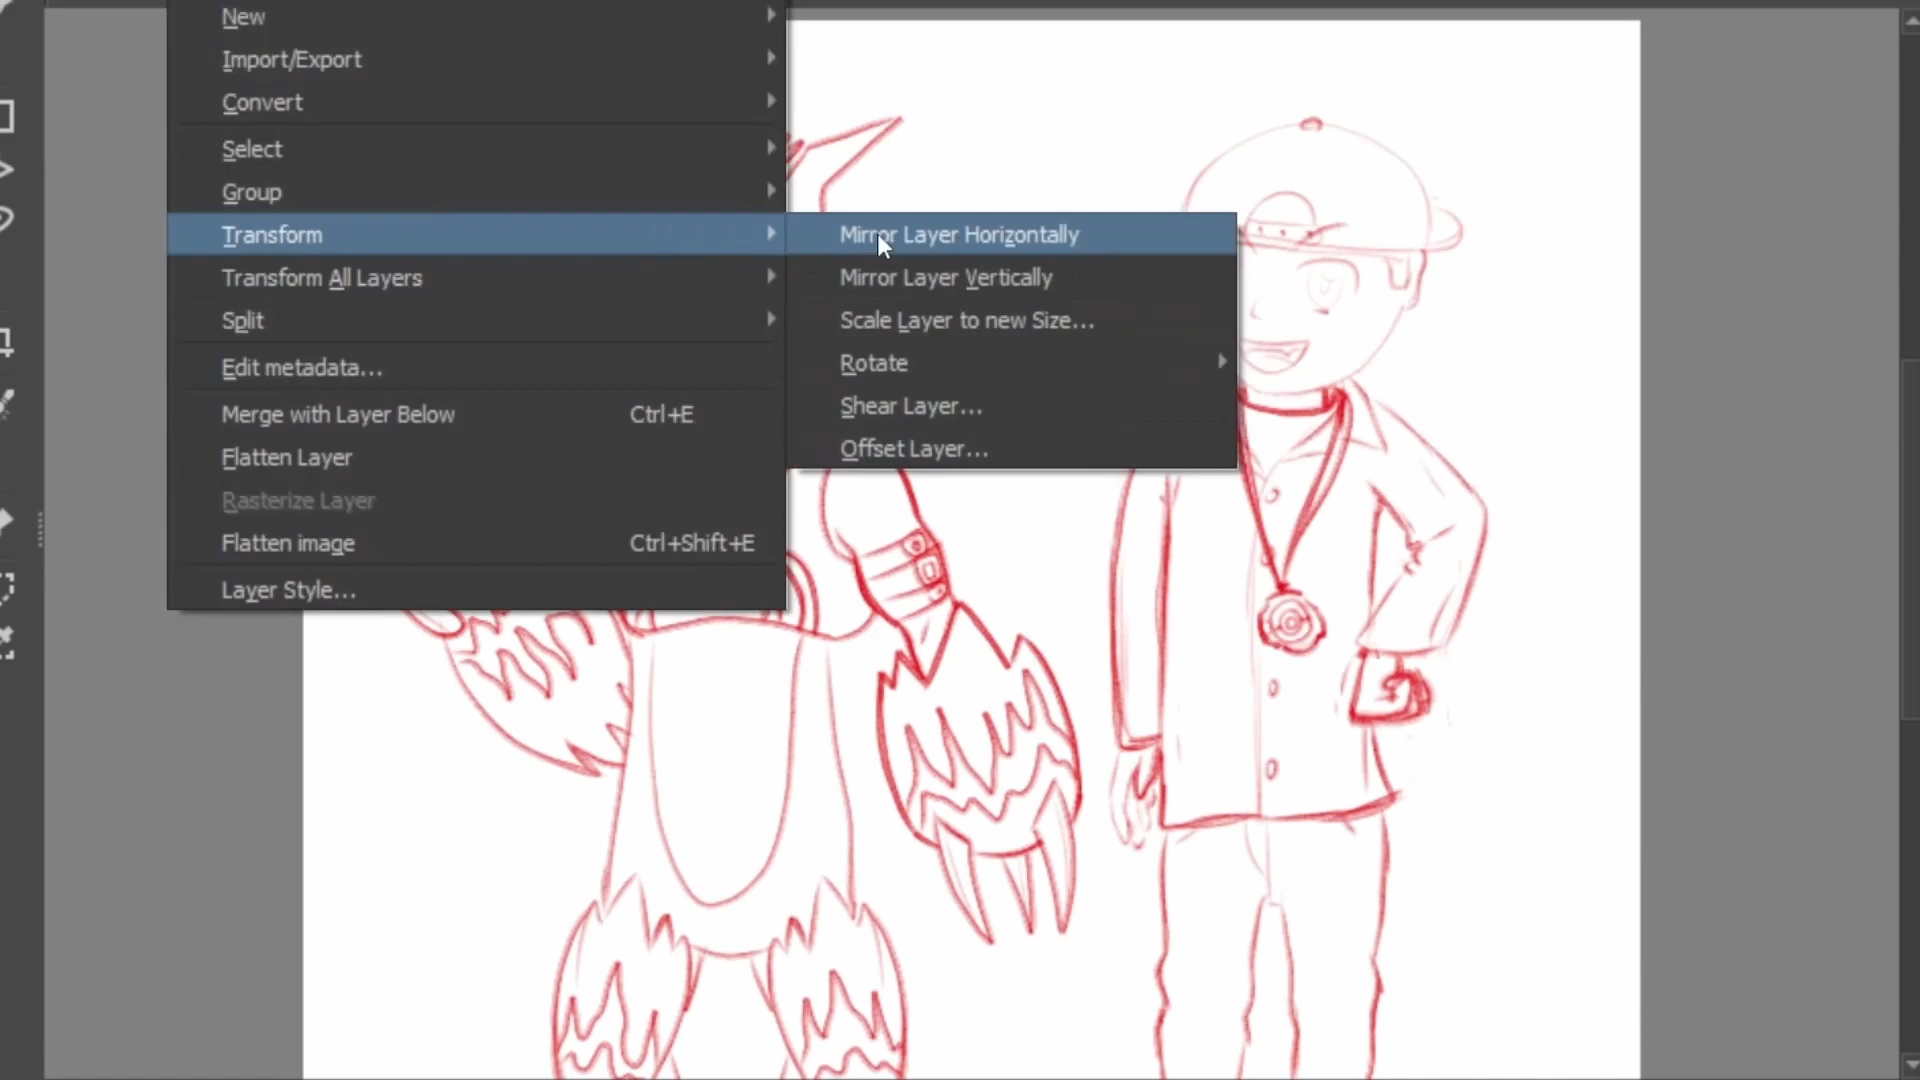 New
Import/Export
Convert
Select
Group
Transform
Transform All Layers
Split
Edit metadata...
Merge with Layer Below Ctrl+E
Flatten Layer
Rasterize Layer
Flatten image Ctrl+Shift+E
Layer Style...
Mirror Layer Horizontally
Mirror Layer Vertically
Scale Layer to new Size...
Rotate
Shear Layer...
Offset Layer...